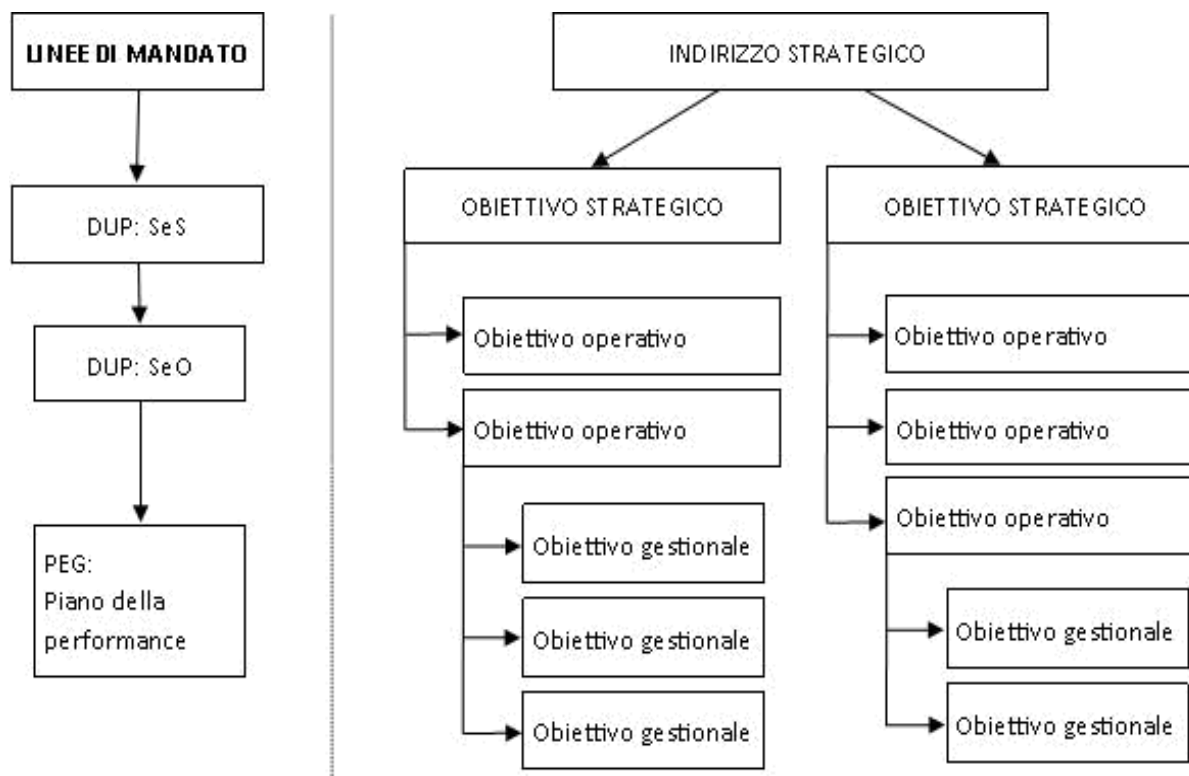 LINEE DI MANDATO
DUP: SeS
DUP: SeO
PEG:
Piano della
performance
INDIRIZZO STRATEGICO
OBIETTIVO STRATEGICO
Obiettivo operativo
Obiettivo operativo
Obiettivo gestionale
Obiettivo gestionale
Obiettivo gestionale
OBIETTIVO STRATEGICO
Obiettivo operativo
Obiettivo operativo
Obiettivo operativo
Obiettivo gestionale
Obiettivo gestionale